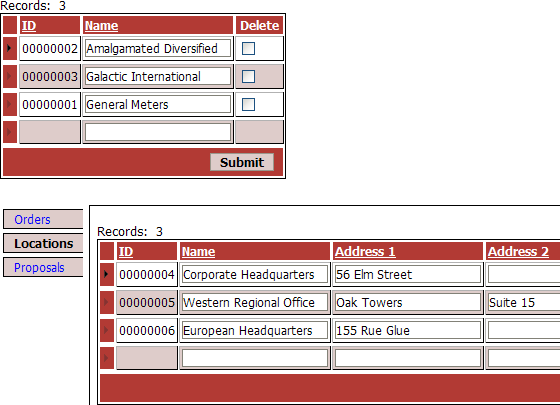 Records: 3
ID Name Delete
00000002 Amalgamated Diversified
00000003 Galactic International
00000001 General Meters
Submit
Orders
Locations
Proposals
Records: 3
ID Name Address 1 Address 2
00000004 Corporate Headquarters 56 Elm Street
00000005 Western Regional Office Oak Towers Suite 15
00000006 European Headquarters 155 Rue Glue